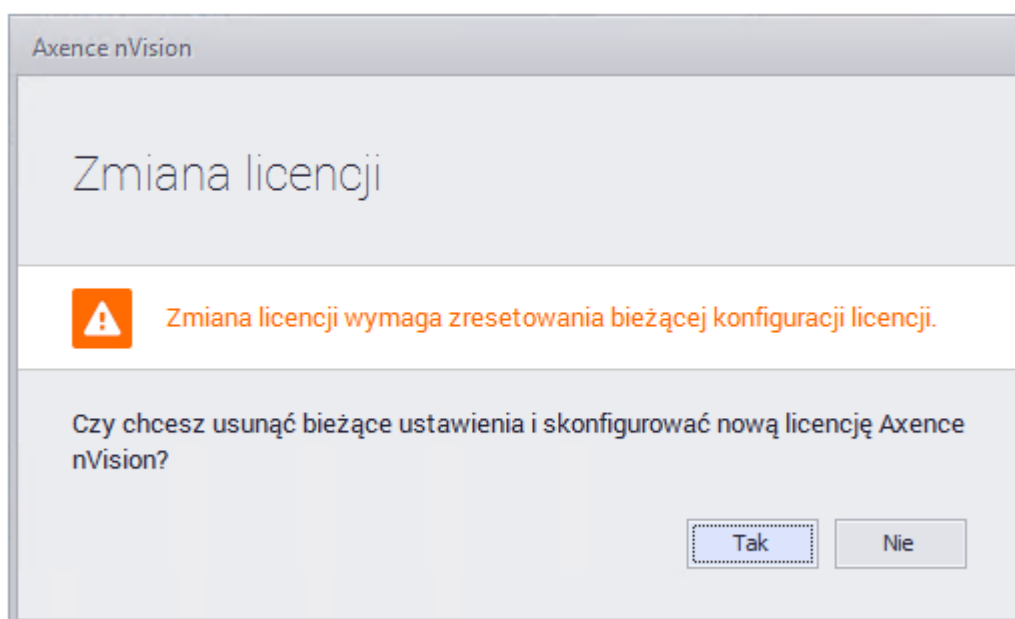 Axence nVision
Zmiana licencji
Zmiana licencji wymaga zresetowania bieżącej konfiguracji licencji.
Czy chcesz usunąć bieżące ustawienia i skonfigurować nową licencję Axence
nVision?
Tak
Nie